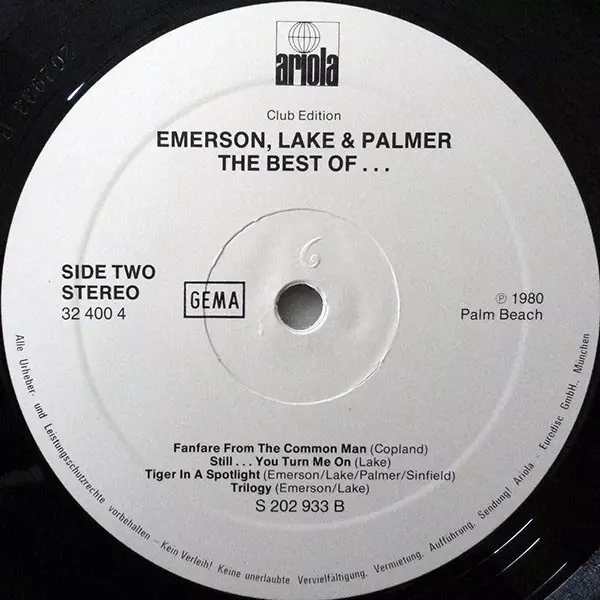 ariola
Club Edition
EMERSON, LAKE & PALMER
THE BEST OF . . .
6
SIDE TWO
STEREO
32 400 4
GEMA
℗ 1980
Palm Beach
Fanfare From The Common Man (Copland)
Still . . . You Turn Me On (Lake)
Tiger In A Spotlight (Emerson/Lake/Palmer/Sinfield)
Trilogy (Emerson/Lake)
S 202 933 B
Alle Urheber- und Leistungsschutzrechte vorbehalten – Kein Verleih! Keine unerlaubte Vervielfältigung, Vermietung, Aufführung, Sendung! Ariola - Eurodisc GmbH., München